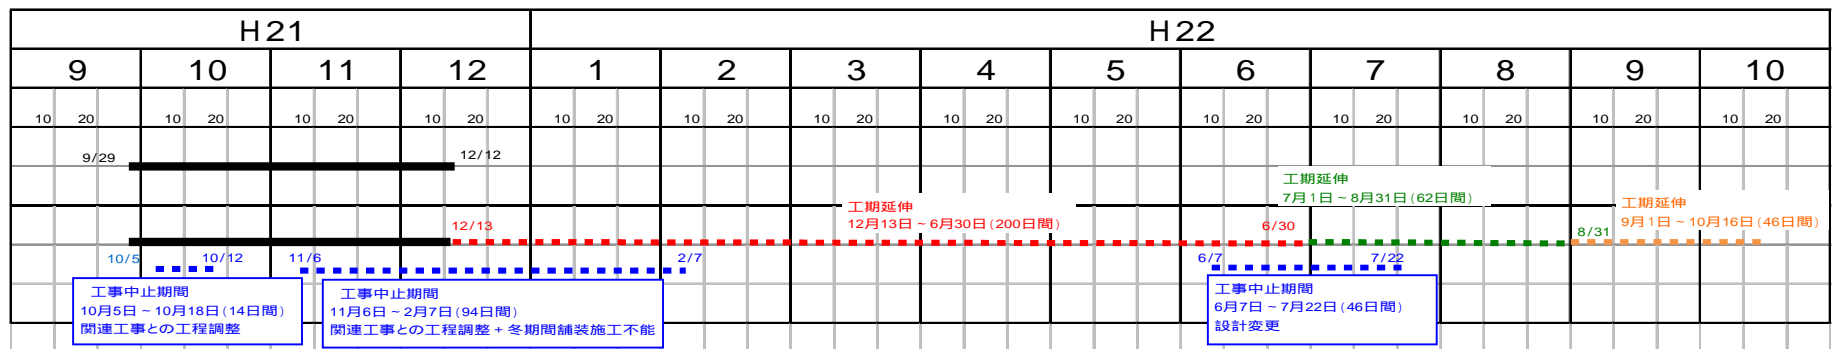 H21 H22
9 10 11 12 1 2 3 4 5 6 7 8 9 10
10 20 10 20 10 20 10 20 10 20 10 20 10 20 10 20 10 20 10 20 10 20 10 20 10 20 10 20
9/29 12/12
工期延伸
7月1日~8月31日(62日間)
工期延伸
12月13日~6月30日(200日間)
工期延伸
9月1日~10月16日(46日間)
12/13 6/30 8/31
10/5 10/12 11/6 2/7 6/7 7/22
工事中止期間
10月5日~10月18日(14日間)
関連工事との工程調整
工事中止期間
11月6日~2月7日(94日間)
関連工事との工程調整+冬期間舗装施工不能
工事中止期間
6月7日~7月22日(46日間)
設計変更